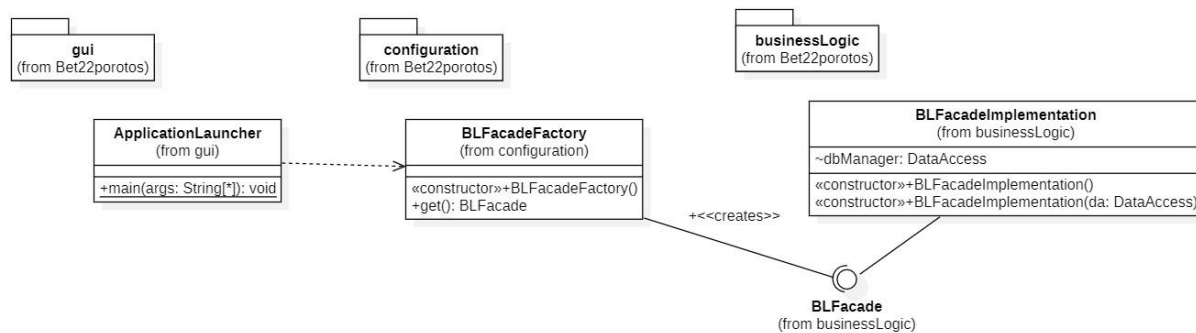 gui
(from Bet22porotos)
configuration
(from Bet22porotos)
businessLogic
(from Bet22porotos)
ApplicationLauncher
(from gui)
+main(args: String[*]): void
BLFacadeFactory
(from configuration)
«constructor»+BLFacadeFactory()
+get(): BLFacade
BLFacadeImplementation
(from businessLogic)
~dbManager: DataAccess
«constructor»+BLFacadeImplementation()
«constructor»+BLFacadeImplementation(da: DataAccess)
+<<creates>>
BLFacade
(from businessLogic)